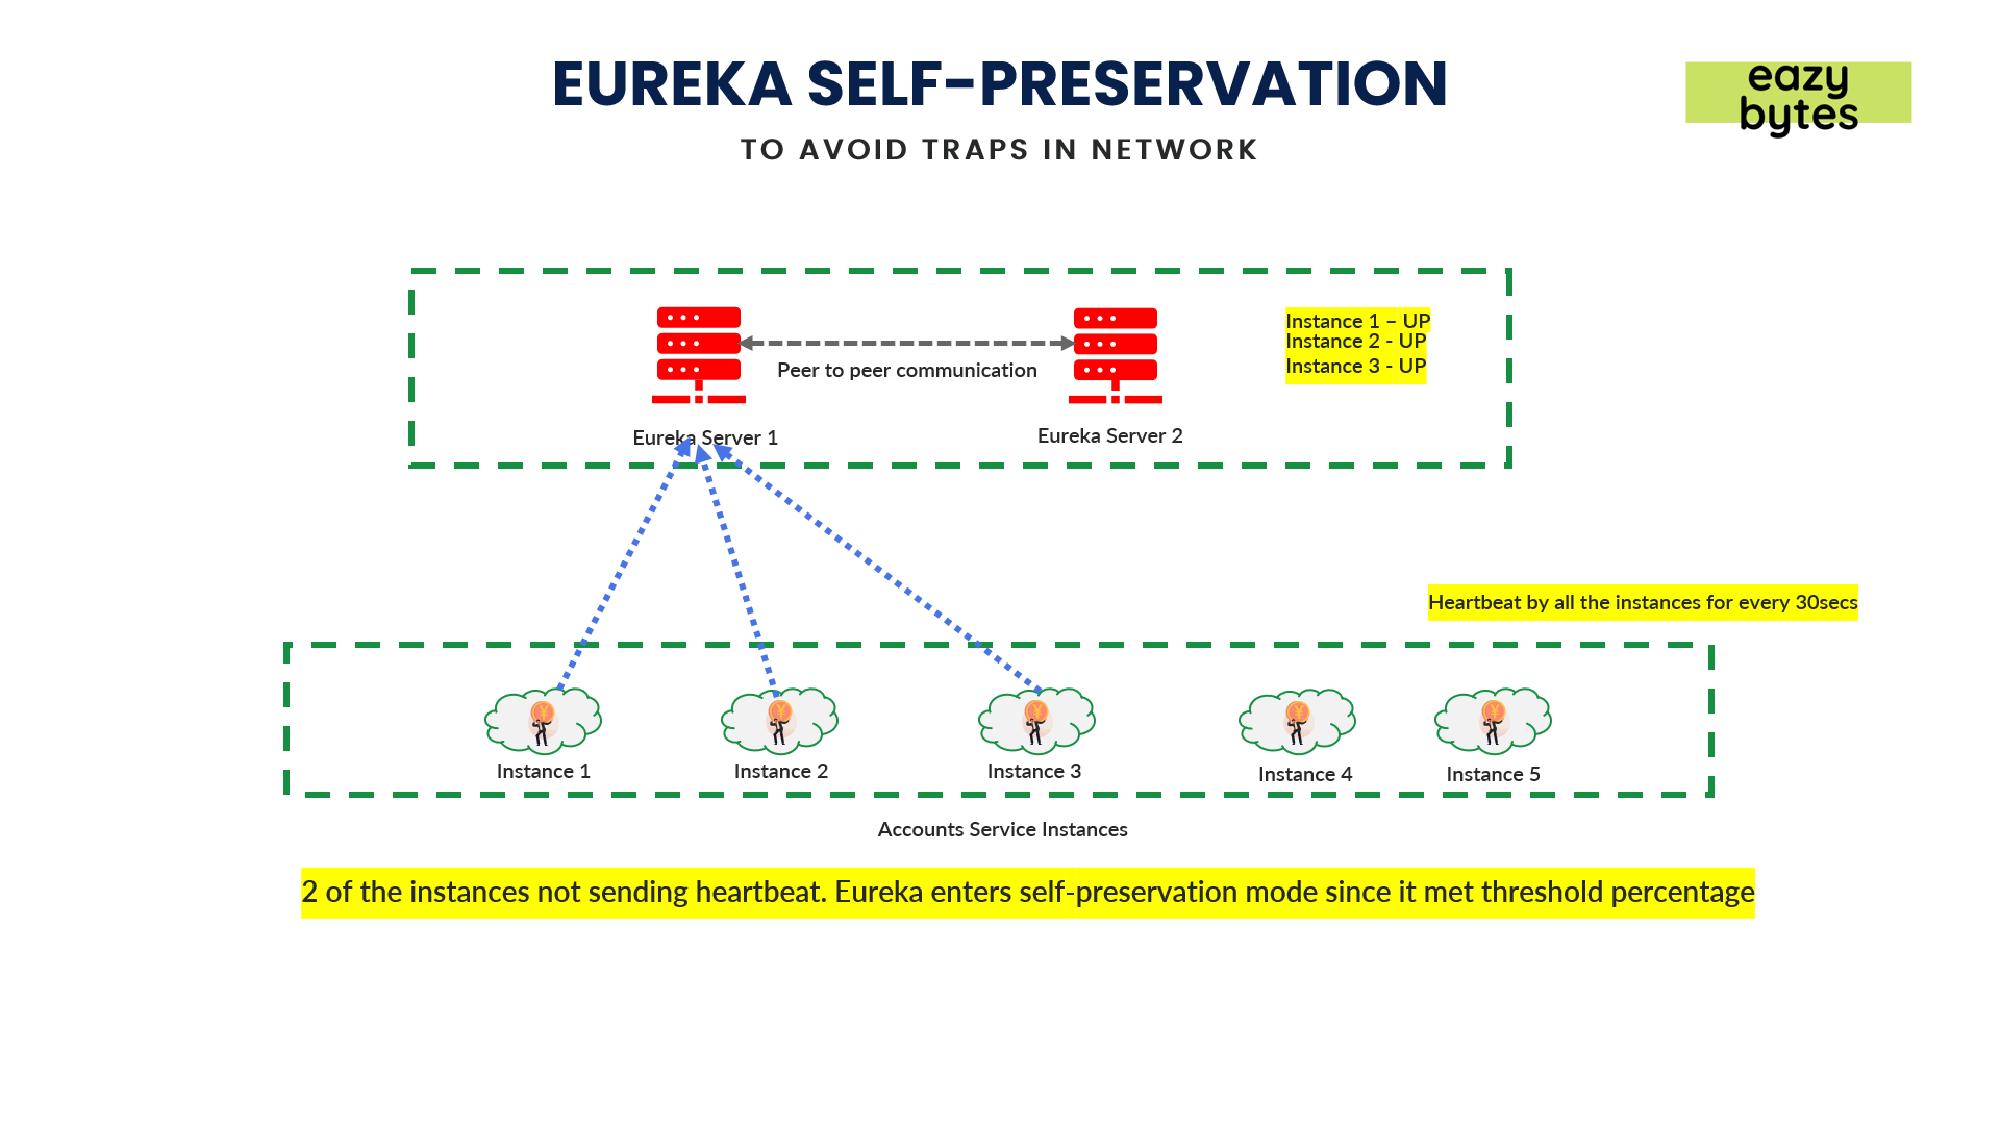 EUREKA SELF-PRESERVATION
eazy
bytes
TO AVOID TRAPS IN NETWORK
Instance 1 – UP
Instance 2 - UP
Instance 3 - UP
Peer to peer communication
Eureka Server 1
Eureka Server 2
Heartbeat by all the instances for every 30secs
Instance 1
Instance 2
Instance 3
Instance 4
Instance 5
Accounts Service Instances
2 of the instances not sending heartbeat. Eureka enters self-preservation mode since it met threshold percentage